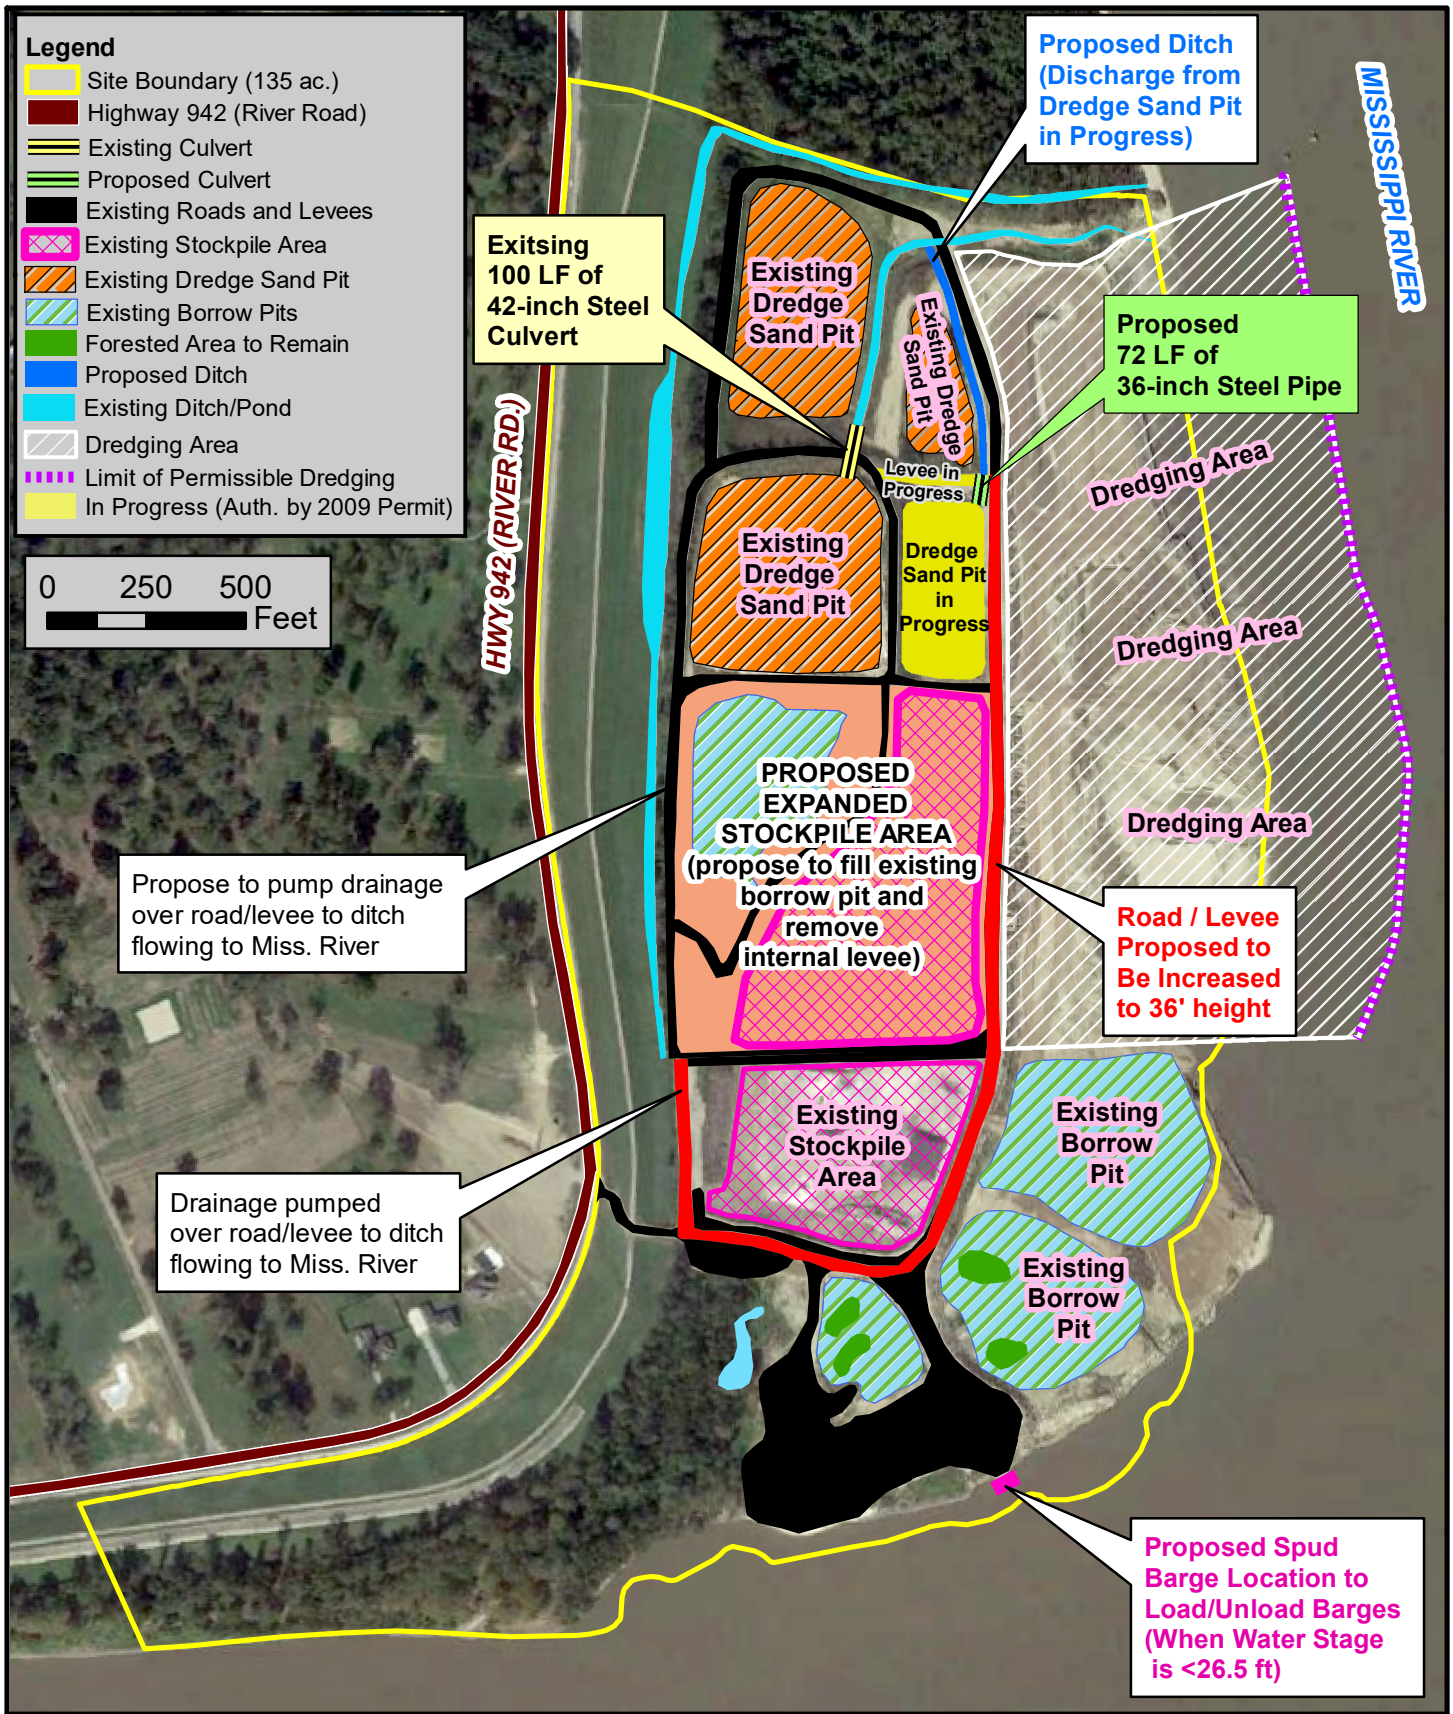 Legend
Site Boundary (135 ac.)
Highway 942 (River Road)
Existing Culvert
Proposed Culvert
Existing Roads and Levees
Existing Stockpile Area
Existing Dredge Sand Pit
Existing Borrow Pits
Forested Area to Remain
Proposed Ditch
Existing Ditch/Pond
Dredging Area
Limit of Permissible Dredging
In Progress (Auth. by 2009 Permit)
0 250 500
Feet
HWY 942 (RIVER RD.)
Proposed Ditch
(Discharge from
Dredge Sand Pit
in Progress)
MISSISSIPPI RIVER
Exitsing
100 LF of
42-inch Steel
Culvert
Existing
Dredge
Sand Pit
Existing Dredge
Sand Pit
Proposed
72 LF of
36-inch Steel Pipe
Levee in
Progress
Dredging Area
Existing
Dredge
Sand Pit
Dredge
Sand Pit
in
Progress
Dredging Area
PROPOSED
EXPANDED
STOCKPILE AREA
(propose to fill existing
borrow pit and
remove
internal levee)
Dredging Area
Propose to pump drainage
over road/levee to ditch
flowing to Miss. River
Road / Levee
Proposed to
Be Increased
to 36' height
Existing
Stockpile
Area
Existing
Borrow
Pit
Drainage pumped
over road/levee to ditch
flowing to Miss. River
Existing
Borrow
Pit
Proposed Spud
Barge Location to
Load/Unload Barges
(When Water Stage
is <26.5 ft)